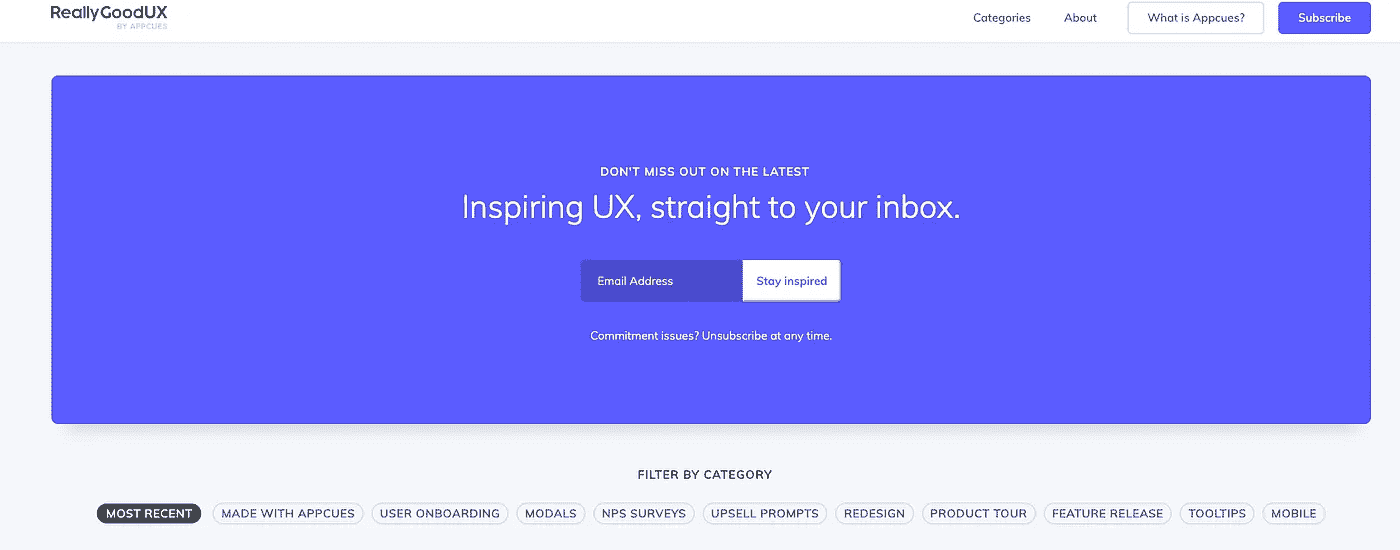 ReallyGoodUX
BY APPCUES
Categories About What is Appcues? Subscribe
DON'T MISS OUT ON THE LATEST
Inspiring UX, straight to your inbox.
Email Address Stay inspired
Commitment issues? Unsubscribe at any time.
FILTER BY CATEGORY
MOST RECENT MADE WITH APPCUES USER ONBOARDING MODALS NPS SURVEYS UPSELL PROMPTS REDESIGN PRODUCT TOUR FEATURE RELEASE TOOLTIPS MOBILE